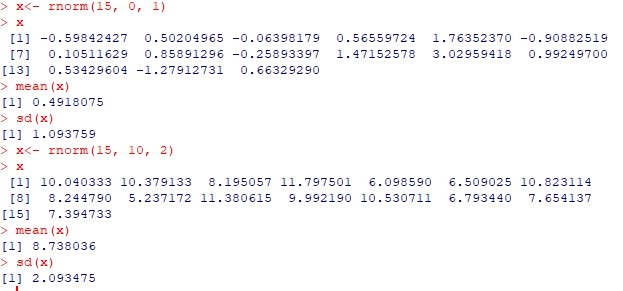 > x<- rnorm(15, 0, 1)
> x
[1] -0.59842427 0.50204965 -0.06398179 0.56559724 1.76352370 -0.90882519
[7] 0.10511629 0.85891296 -0.25893397 1.47152578 3.02959418 0.99249700
[13] 0.53429604 -1.27912731 0.66329290
> mean(x)
[1] 0.4918075
> sd(x)
[1] 1.093759
> x<- rnorm(15, 10, 2)
> x
[1] 10.040333 10.379133 8.195057 11.797501 6.098590 6.509025 10.823114
[8] 8.244790 5.237172 11.380615 9.992190 10.530711 6.793440 7.654137
[15] 7.394733
> mean(x)
[1] 8.738036
> sd(x)
[1] 2.093475